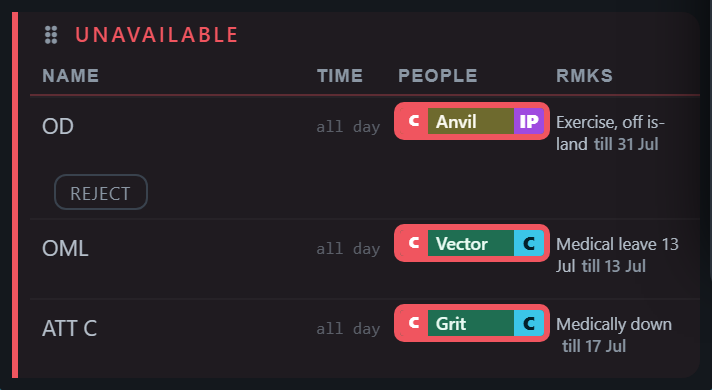 UNAVAILABLE
NAME TIME PEOPLE RMKS
OD all day C Anvil IP Exercise, off is-
land till 31 Jul
REJECT
OML all day C Vector C Medical leave 13
Jul till 13 Jul
ATT C all day C Grit C Medically down
till 17 Jul